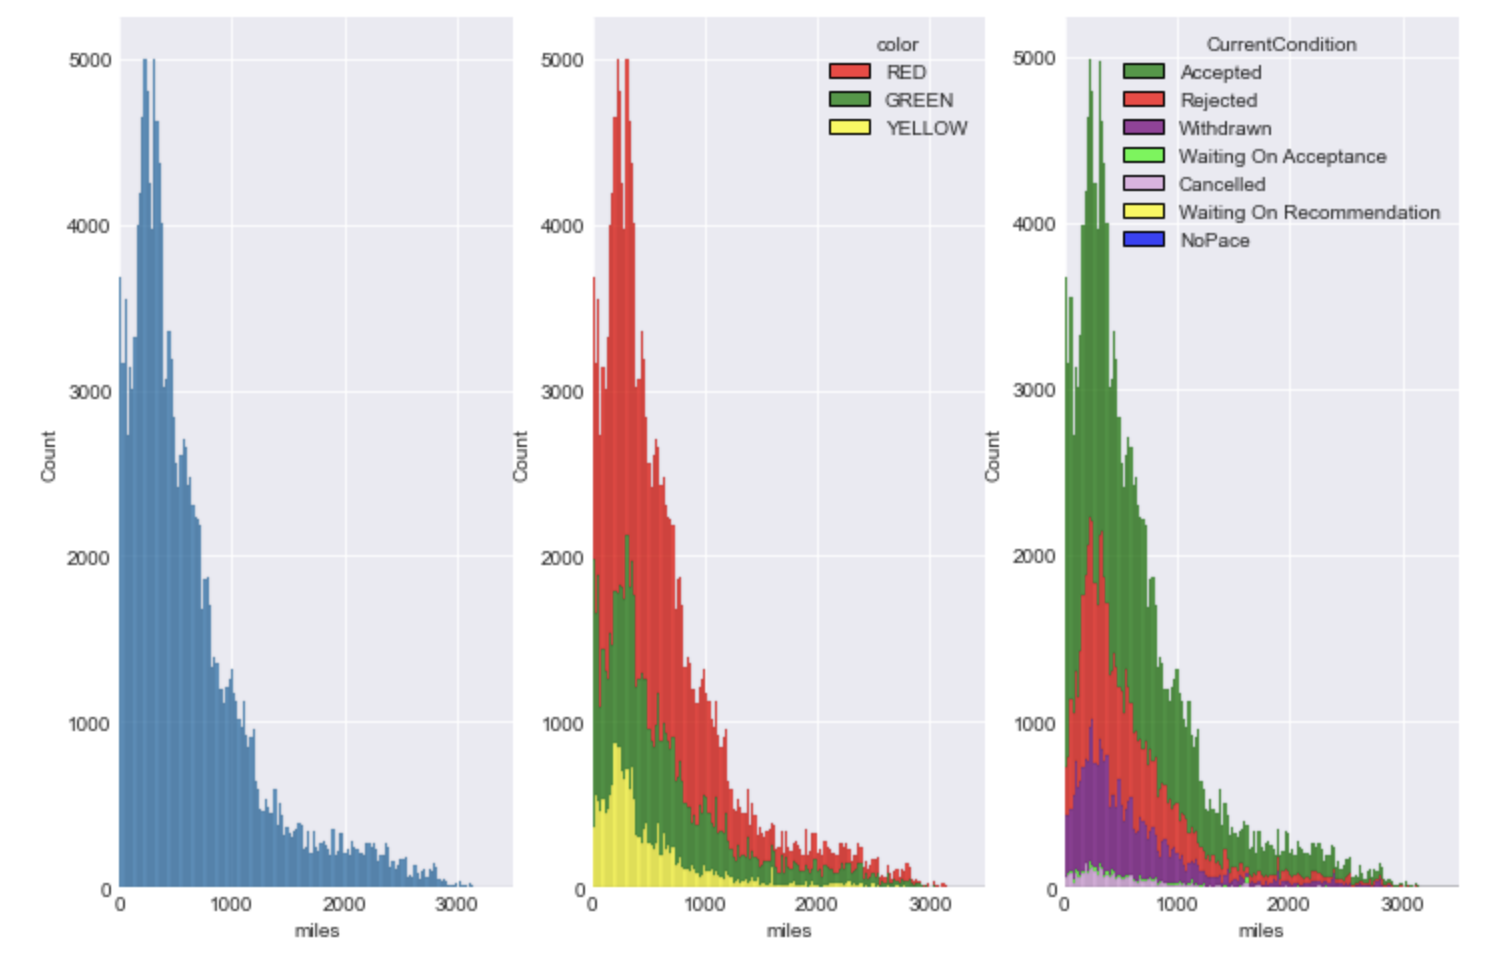 5000
4000
3000
2000
1000
0
Count
0 1000 2000 3000
miles
5000
4000
3000
2000
1000
0
Count
0 1000 2000 3000
miles
color
RED
GREEN
YELLOW
5000
4000
3000
2000
1000
0
Count
0 1000 2000 3000
miles
CurrentCondition
Accepted
Rejected
Withdrawn
Waiting On Acceptance
Cancelled
Waiting On Recommendation
NoPace